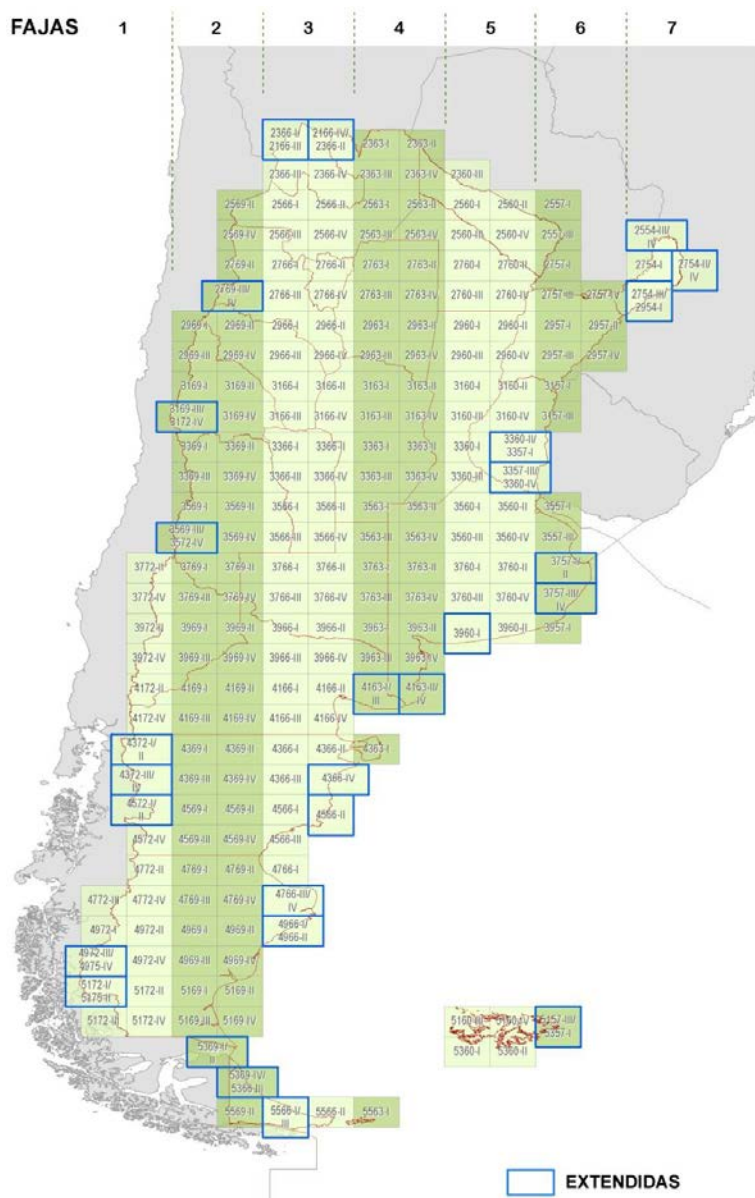 FAJAS 1 2 3 4 5 6 7
2366-I/ 2166-IV/
2166-III 2366-II 2363-I 2363-II
2366-III 2366-IV 2363-III 2363-IV 2360-III
2569-II 2566-I 2566-II 2563-I 2563-II 2560-I 2560-II 2557-I
2569-IV 2566-III 2566-IV 2563-III 2563-IV 2560-III 2560-IV 2557-III 2554-III/
IV
2769-II 2766-I 2766-II 2763-I 2763-II 2760-I 2760-II 2757-I 2754-I 2754-II/
IV
2769-III/
IV 2766-III 2766-IV 2763-III 2763-IV 2760-III 2760-IV 2757-III 2757-IV 2754-III/
2954-I
2969-I 2969-II 2966-I 2966-II 2963-I 2963-II 2960-I 2960-II 2957-I 2957-II
2969-III 2969-IV 2966-III 2966-IV 2963-III 2963-IV 2960-III 2960-IV 2957-III 2957-IV
3169-I 3169-II 3166-I 3166-II 3163-I 3163-II 3160-I 3160-II 3157-I
3169-III/
3172-IV 3169-IV 3166-III 3166-IV 3163-III 3163-IV 3160-III 3160-IV 3157-III
3369-I 3369-II 3366-I 3366-II 3363-I 3363-II 3360-I 3360-II/
3357-I
3369-III 3369-IV 3366-III 3366-IV 3363-III 3363-IV 3360-III 3357-III/
3360-IV
3569-I 3569-II 3566-I 3566-II 3563-I 3563-II 3560-I 3560-II 3557-I
3569-III/
3572-IV 3569-IV 3566-III 3566-IV 3563-III 3563-IV 3560-III 3560-IV 3557-III
3772-II 3769-I 3769-II 3766-I 3766-II 3763-I 3763-II 3760-I 3760-II 3757-I/
II
3772-IV 3769-III 3769-IV 3766-III 3766-IV 3763-III 3763-IV 3760-III 3760-IV 3757-III/
IV
3972-II 3969-I 3969-II 3966-I 3966-II 3963-I 3963-II 3960-I 3960-II 3957-I
3972-IV 3969-III 3969-IV 3966-III 3966-IV 3963-III 3963-IV
4172-II 4169-I 4169-II 4166-I 4166-II 4163-I/ 4163-II/
III IV
4172-IV 4169-III 4169-IV 4166-III 4166-IV
4372-I/
II 4369-I 4369-II 4366-I 4366-II 4363-I
4372-III/
IV 4369-III 4369-IV 4366-III 4366-IV
4572-I/
II 4569-I 4569-II 4566-I 4566-II
4572-IV 4569-III 4569-IV 4566-III
4772-II 4769-I 4769-II 4766-I
4772-III 4772-IV 4769-III 4769-IV 4766-III/
IV
4972-I 4972-II 4969-I 4969-II 4966-I/
4966-II
4972-III/
4975-IV 4972-IV 4969-III 4969-IV
5172-I/
5175-II 5172-II 5169-I 5169-II
5172-II 5172-IV 5169-III 5169-IV 5160-III 5160-IV 5157-III/
5357-I
5369-I/
II 5360-I 5360-II
5369-IV/
5366-III
5569-II 5566-I/
III 5566-II 5563-I
EXTENDIDAS